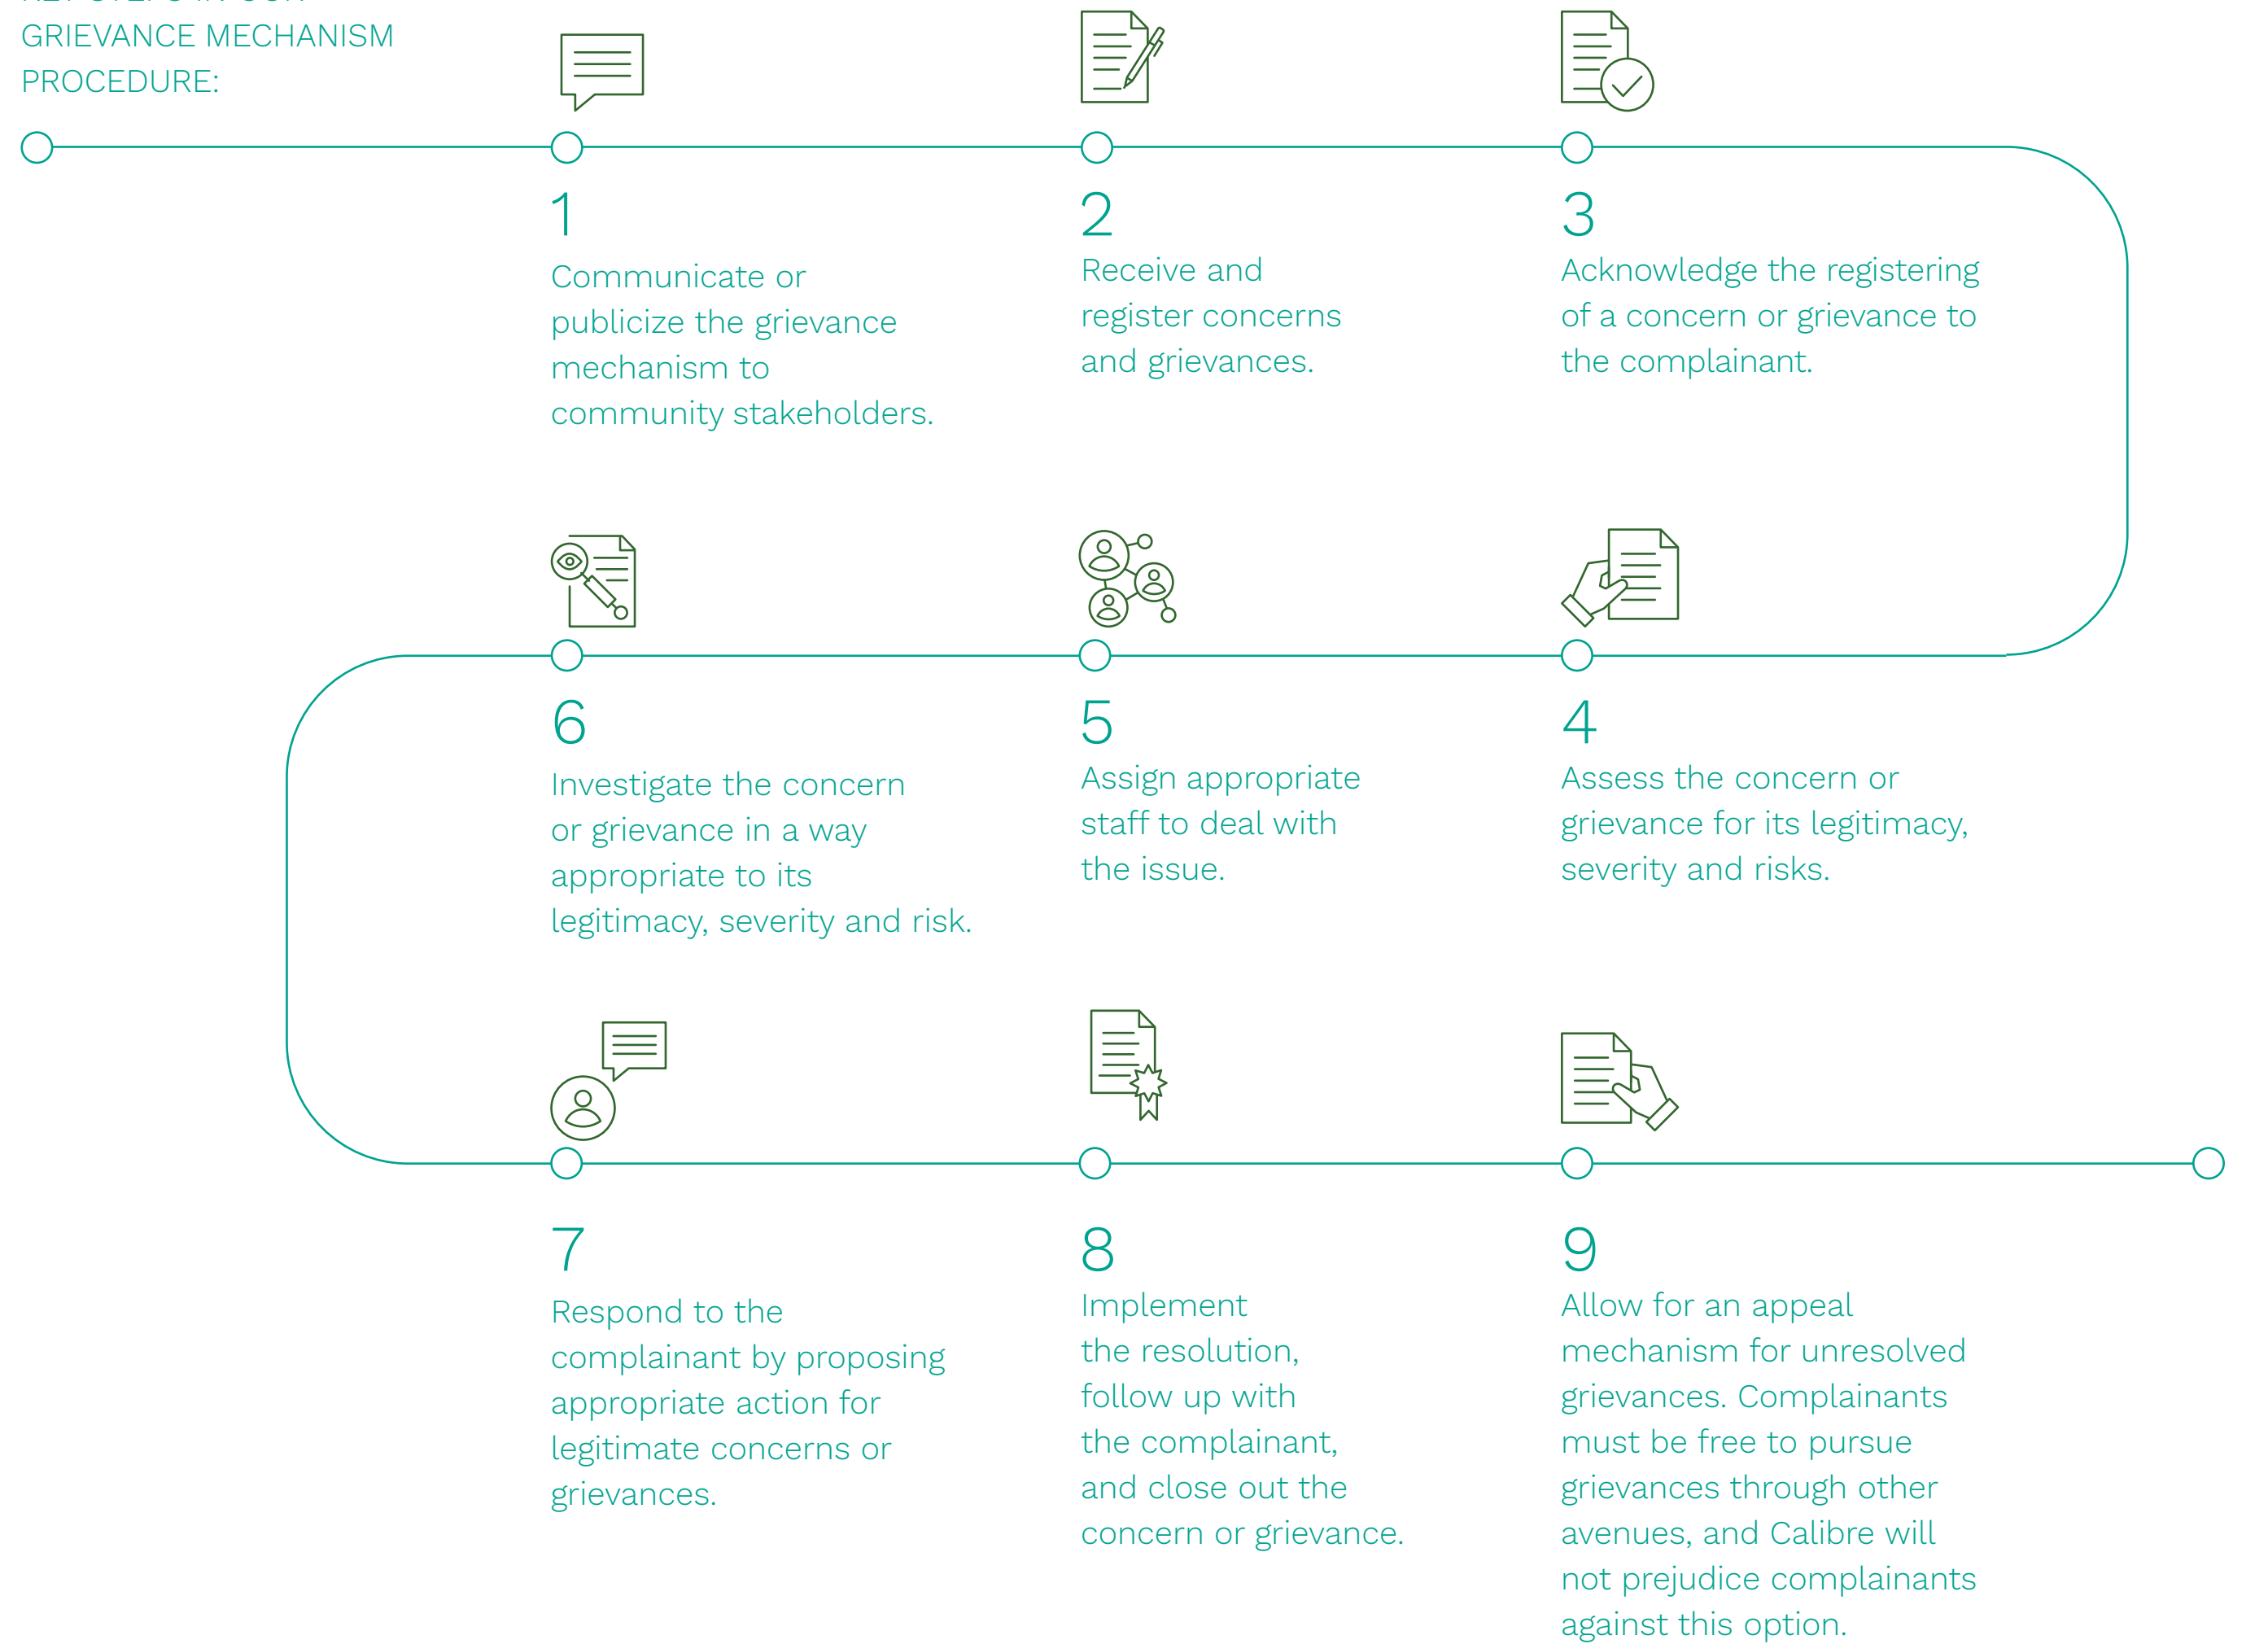 GRIEVANCE MECHANISM
PROCEDURE:
1
Communicate or
publicize the grievance
mechanism to
community stakeholders.
2
Receive and
register concerns
and grievances.
3
Acknowledge the registering
of a concern or grievance to
the complainant.
4
Assess the concern or
grievance for its legitimacy,
severity and risks.
5
Assign appropriate
staff to deal with
the issue.
6
Investigate the concern
or grievance in a way
appropriate to its
legitimacy, severity and risk.
7
Respond to the
complainant by proposing
appropriate action for
legitimate concerns or
grievances.
8
Implement
the resolution,
follow up with
the complainant,
and close out the
concern or grievance.
9
Allow for an appeal
mechanism for unresolved
grievances. Complainants
must be free to pursue
grievances through other
avenues, and Calibre will
not prejudice complainants
against this option.